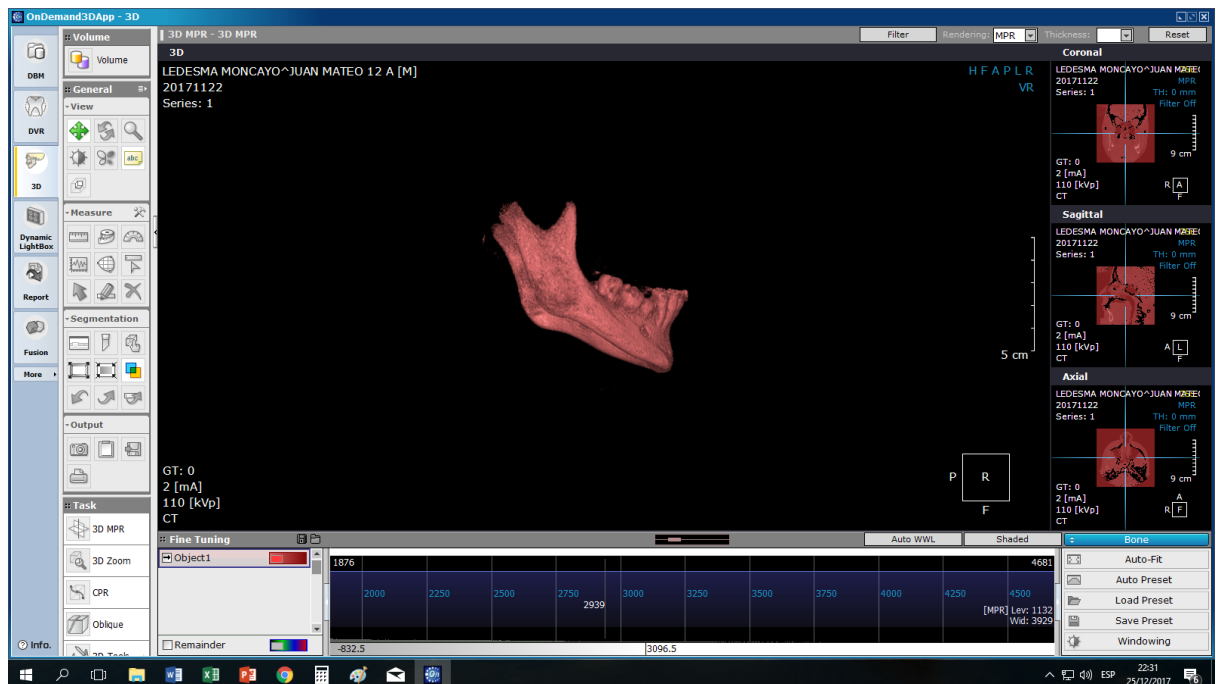 OnDemand3DApp - 3D
DBM
DVR
3D
Dynamic
LightBox
Report
Fusion
More
Info.
Volume
Volume
General
View
abc
Measure
Segmentation
Output
Task
3D MPR
3D Zoom
CPR
Oblique
3D MPR - 3D MPR
Filter
Rendering: MPR
Thickness:
Reset
3D
LEDESMA MONCAYO^JUAN MATEO 12 A [M]
20171122
Series: 1
H F A P L R
VR
5 cm
GT: 0
2 [mA]
110 [kVp]
CT
P
R
F
Coronal
LEDESMA MONCAYO^JUAN
20171122
MPR
Series: 1
TH: 0 mm
Filter Off
9 cm
GT: 0
2 [mA]
110 [kVp]
CT
R A
F
Sagittal
LEDESMA MONCAYO^JUAN
20171122
MPR
Series: 1
TH: 0 mm
Filter Off
9 cm
GT: 0
2 [mA]
110 [kVp]
CT
A L
F
Axial
LEDESMA MONCAYO^JUAN
20171122
MPR
Series: 1
TH: 0 mm
Filter Off
9 cm
GT: 0
2 [mA]
110 [kVp]
CT
A
R F
Fine Tuning
Auto WWL
Shaded
Object1
Remainder
1876
4681
2000 2250 2500 2750 3000 3250 3500 3750 4000 4250 4500
2939
[MPR] Lev: 1132
Wid: 3929
-832.5
3096.5
Bone
Auto-Fit
Auto Preset
Load Preset
Save Preset
Windowing
ESP
22:31
25/12/2017
6